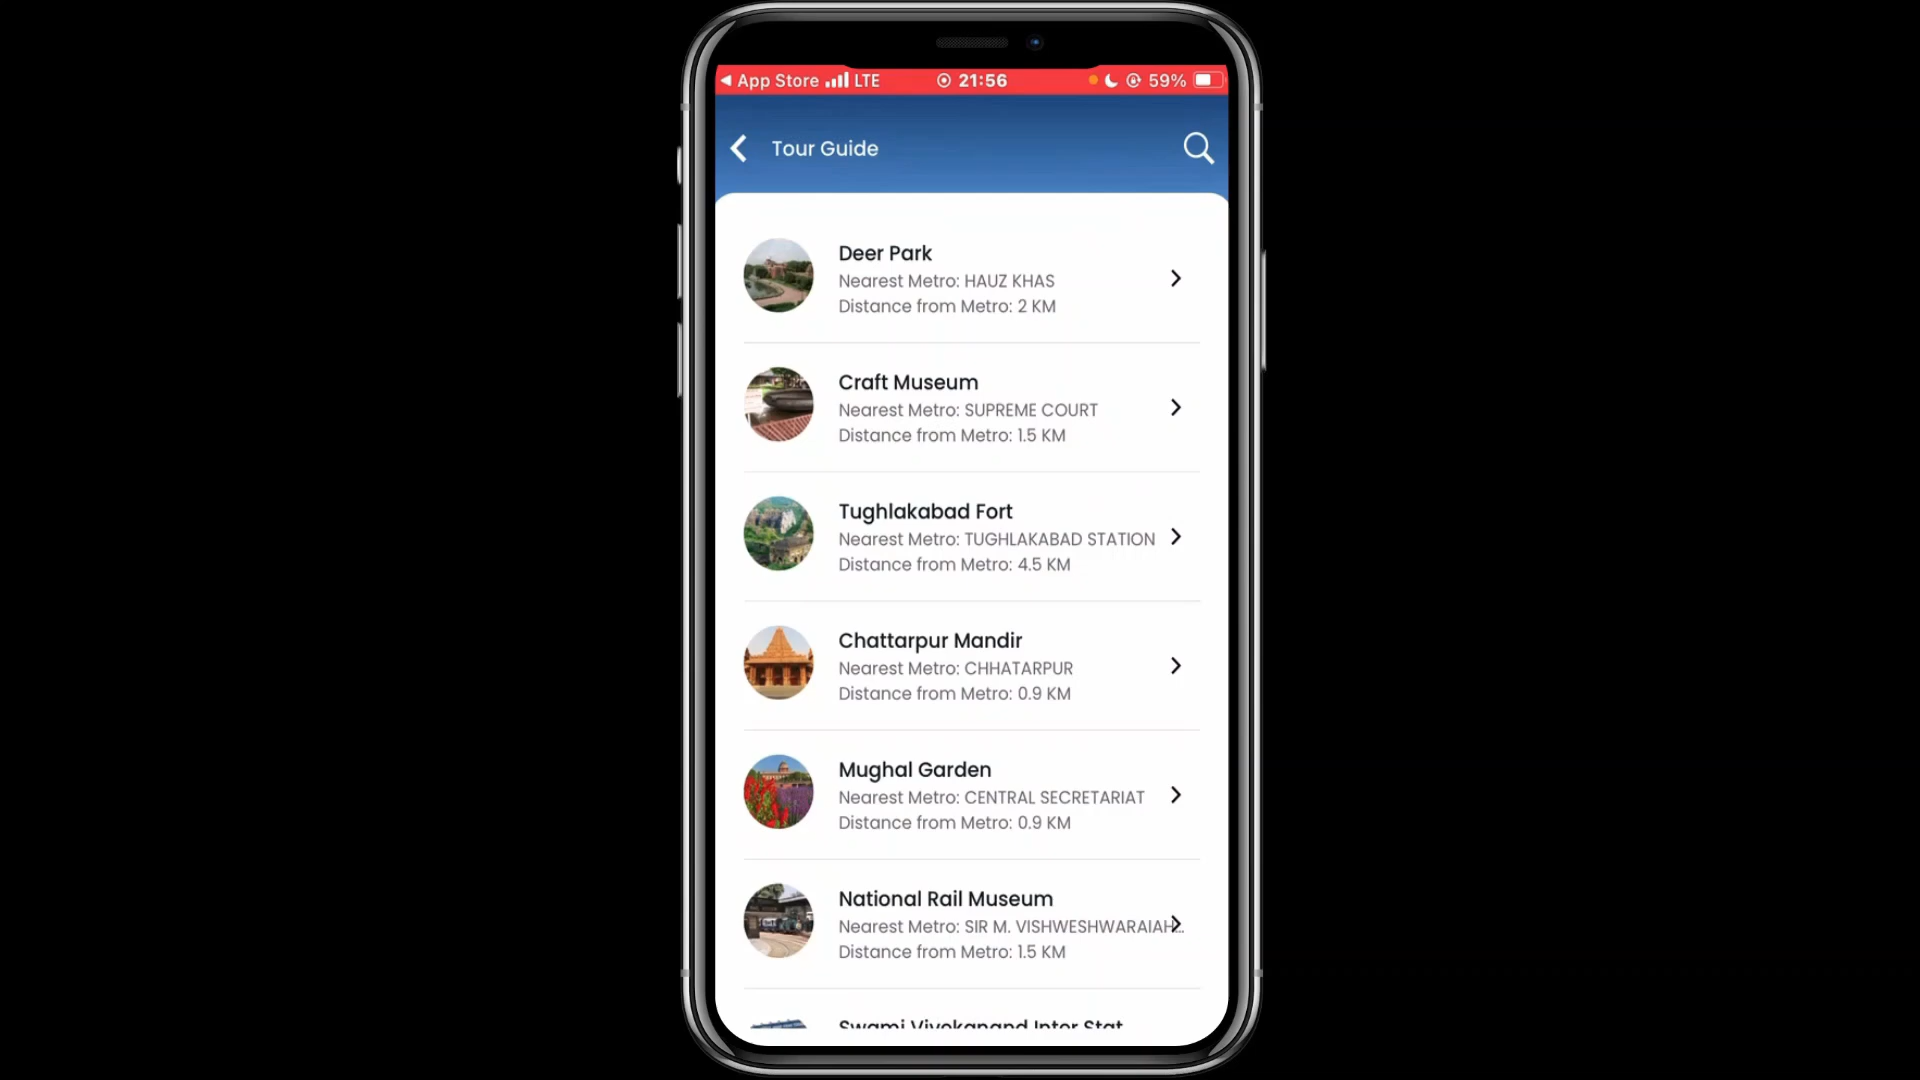 App Store LTE 21:56 59%
Tour Guide
Deer Park
Nearest Metro: HAUZ KHAS
Distance from Metro: 2 KM
Craft Museum
Nearest Metro: SUPREME COURT
Distance from Metro: 1.5 KM
Tughlakabad Fort
Nearest Metro: TUGHLAKABAD STATION
Distance from Metro: 4.5 KM
Chattarpur Mandir
Nearest Metro: CHHATARPUR
Distance from Metro: 0.9 KM
Mughal Garden
Nearest Metro: CENTRAL SECRETARIAT
Distance from Metro: 0.9 KM
National Rail Museum
Nearest Metro: SIR M. VISHWESHWARAIAH...
Distance from Metro: 1.5 KM
Swami Vivekanand Inter Stat